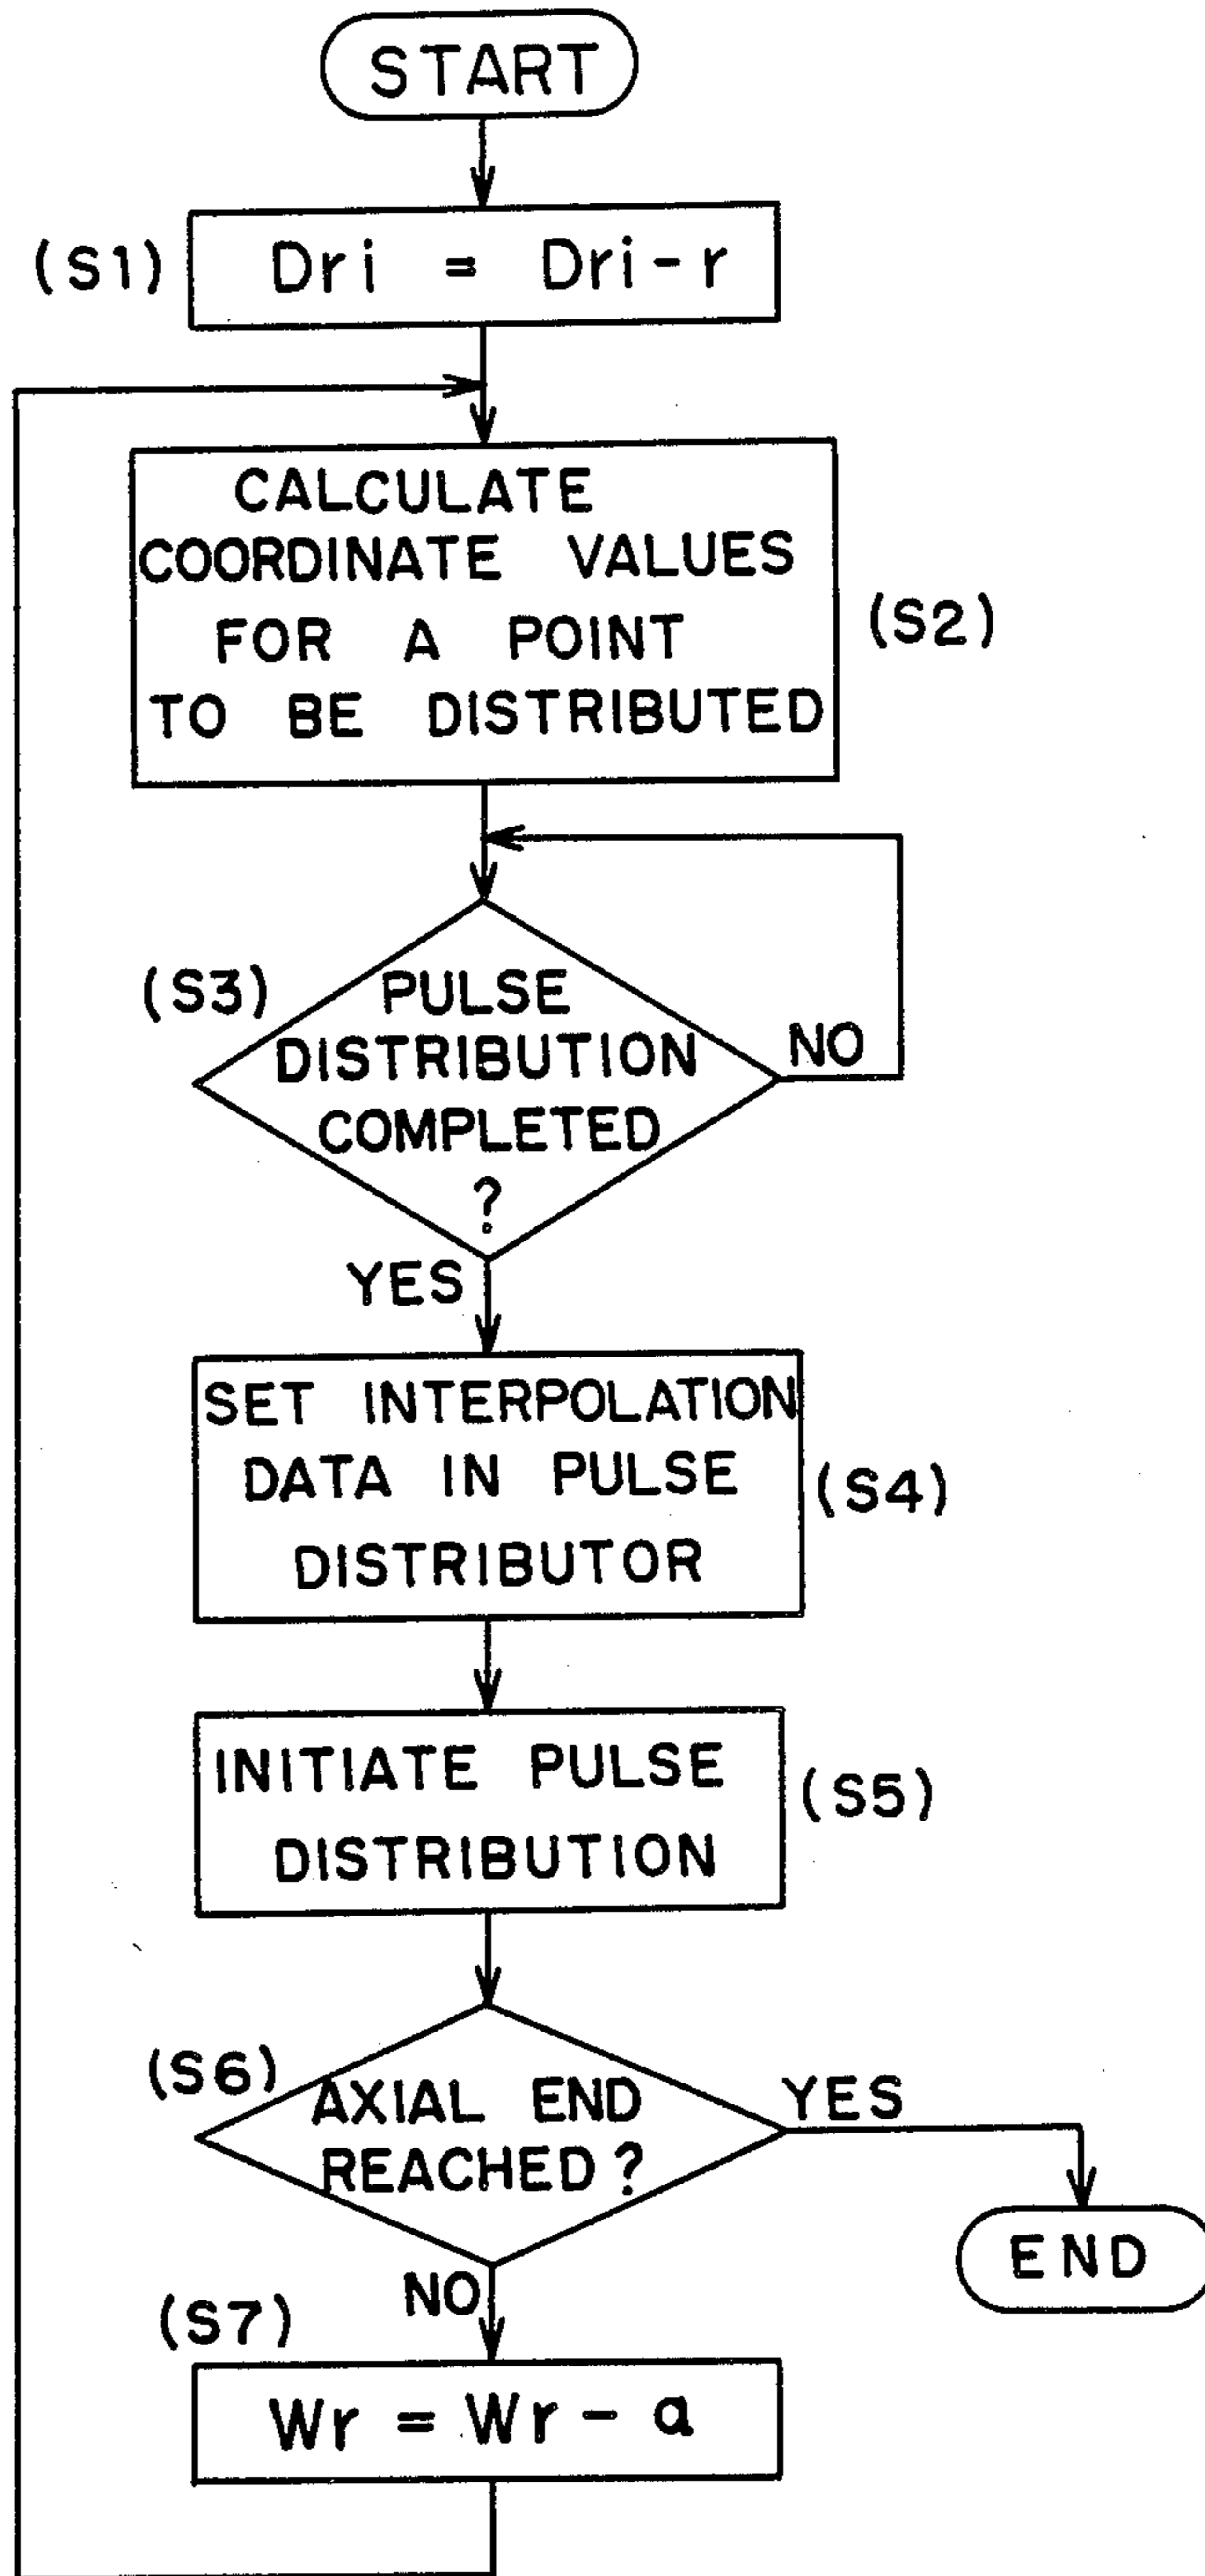 START
(S1) Dri = Dri-r
CALCULATE
COORDINATE VALUES
FOR A POINT
TO BE DISTRIBUTED
(S2)
(S3)
PULSE
DISTRIBUTION
COMPLETED
?
NO
YES
SET INTERPOLATION
DATA IN PULSE
DISTRIBUTOR
(S4)
INITIATE PULSE
DISTRIBUTION
(S5)
(S6)
AXIAL END
REACHED?
YES
END
NO
(S7)
Wr = Wr - a